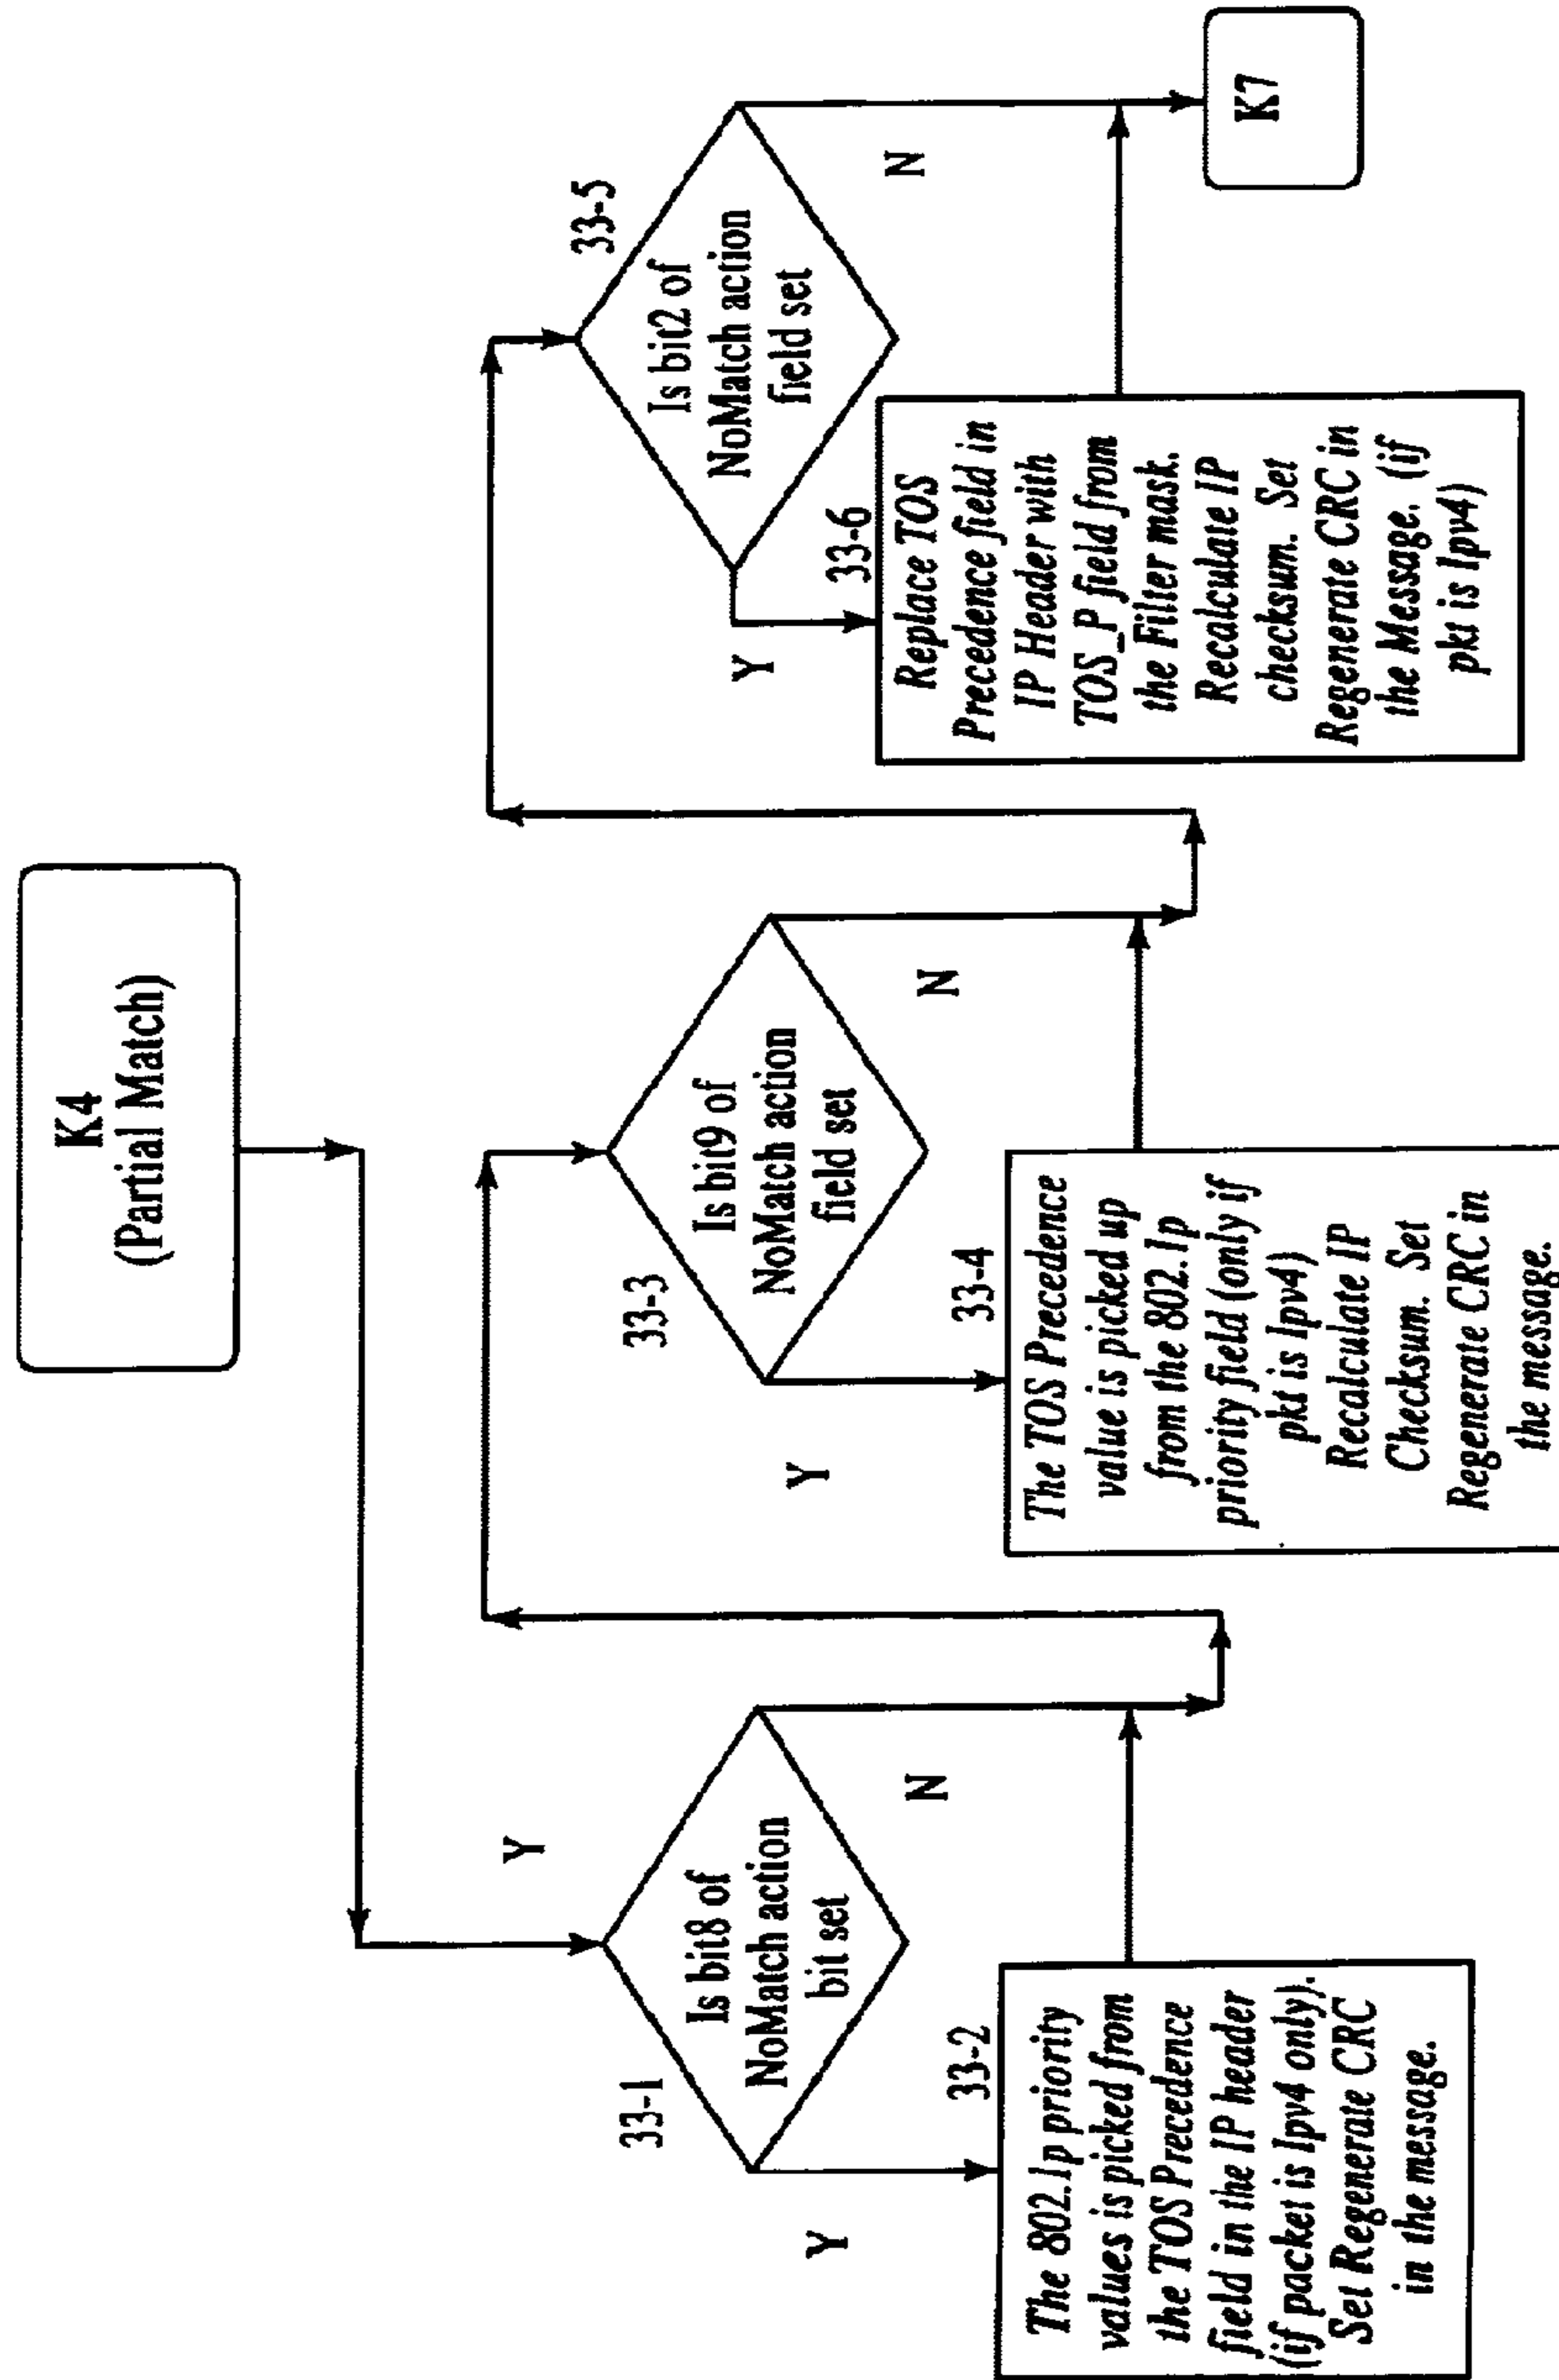 K4
(Partial Match)
Y
33-1
Is bit8 of
NoMatch action
bit set
Y
N
33-2
The 802.1p priority
values is picked from
the TOS Precedence
field in the IP header
(if packet is Ipv4 only).
Set Regenerate CRC
in the message.
33-3
Is bit9 of
NoMatch action
field set
Y
N
33-4
The TOS Precedence
value is picked up
from the 802.1p
priority field (only if
pkt is Ipv4)
Recalculate IP
Checksum. Set
Regenerate CRC in
the message.
33-5
Is bit2 of
NoMatch action
field set
Y
N
33-6
Replace TOS
Precedence field in
IP Header with
TOS_P field from
the Filter mask.
Recalculate IP
checksum. Set
Regenerate CRC in
the Message. (if
pkt is Ipv4)
K7